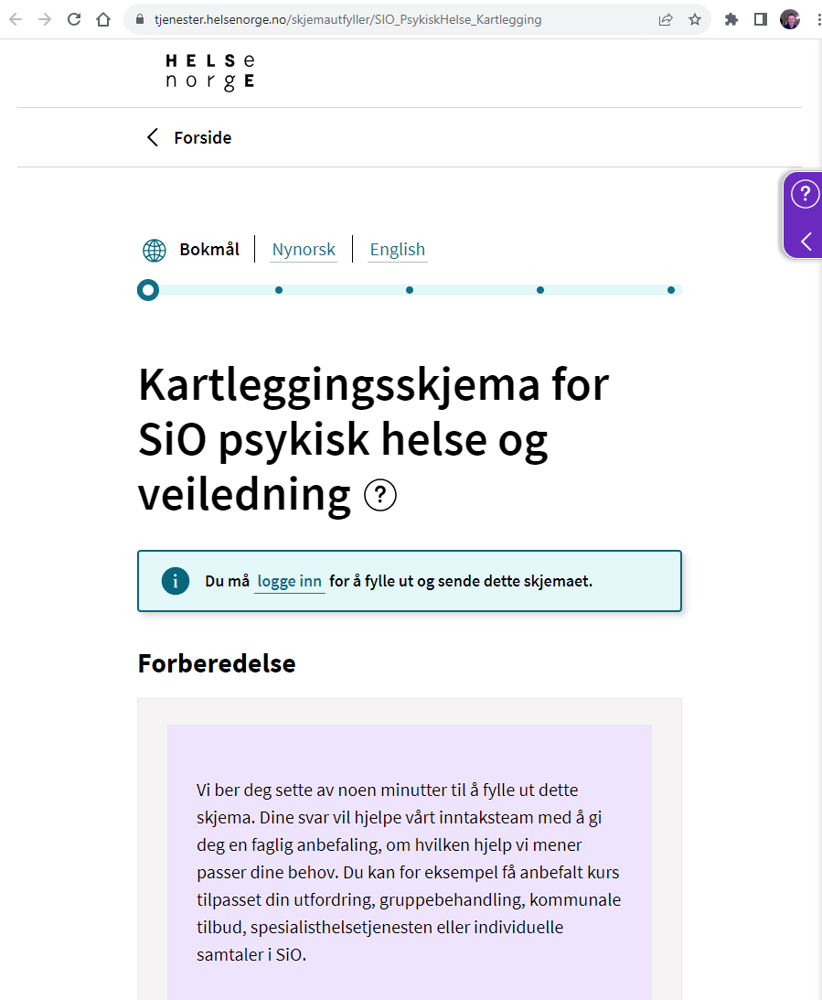 tjenester.helsenorge.no/skjemautfyller/SIO_PsykiskHelse_Kartlegging
HELSe
norgE
Forside
?
Bokmål Nynorsk English
Kartleggingsskjema for
SiO psykisk helse og
veiledning ?
i Du må logge inn for å fylle ut og sende dette skjemaet.
Forberedelse
Vi ber deg sette av noen minutter til å fylle ut dette
skjema. Dine svar vil hjelpe vårt inntaksteam med å gi
deg en faglig anbefaling, om hvilken hjelp vi mener
passer dine behov. Du kan for eksempel få anbefalt kurs
tilpasset din utfordring, gruppebehandling, kommunale
tilbud, spesialisthelsetjenesten eller individuelle
samtaler i SiO.